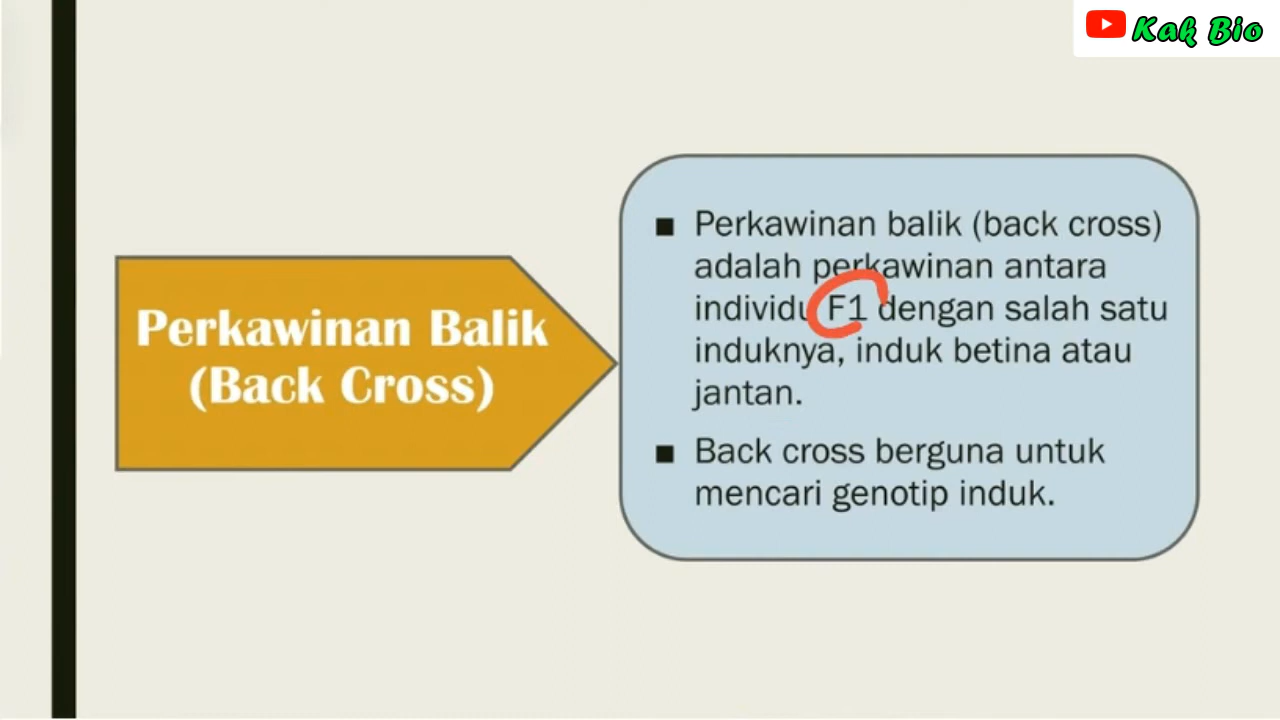 Kak Bio
Perkawinan Balik
(Back Cross)
■ Perkawinan balik (back cross)
adalah perkawinan antara
individu F1 dengan salah satu
induknya, induk betina atau
jantan.
■ Back cross berguna untuk
mencari genotip induk.